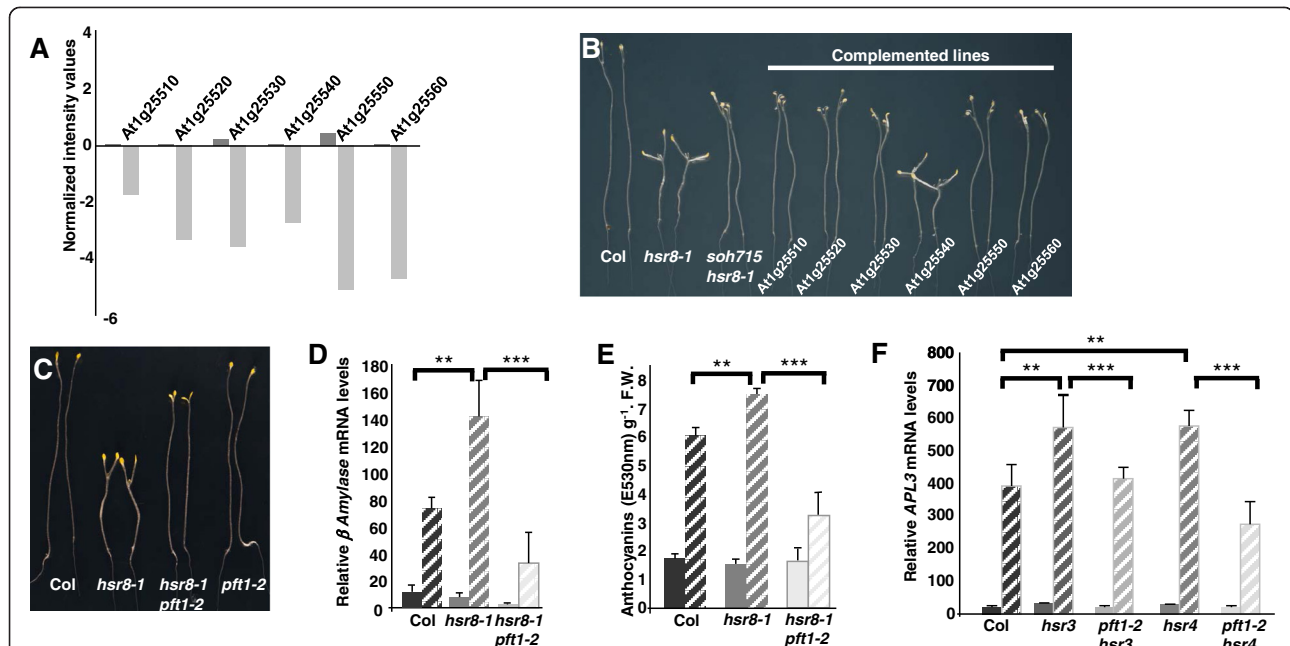 A
4
2
0
-2
-4
-6
Normalized intensity values
At1g25510
At1g25520
At1g25530
At1g25540
At1g25550
At1g25560
B
Complemented lines
Col
hsr8-1
soh715
hsr8-1
At1g25510
At1g25520
At1g25530
At1g25540
At1g25550
At1g25560
C
Col
hsr8-1
hsr8-1
pft1-2
pft1-2
D
Relative β Amylase mRNA levels
180
160
140
120
100
80
60
40
20
0
**
***
Col
hsr8-1
hsr8-1
pft1-2
E
Anthocyanins (E530nm) g-1. F.W.
8
7
6
5
4
3
2
1
0
**
***
Col
hsr8-1
hsr8-1
pft1-2
F
Relative APL3 mRNA levels
800
700
600
500
400
300
200
100
0
**
**
***
***
Col
hsr3
pft1-2
hsr3
hsr4
pft1-2
hsr4